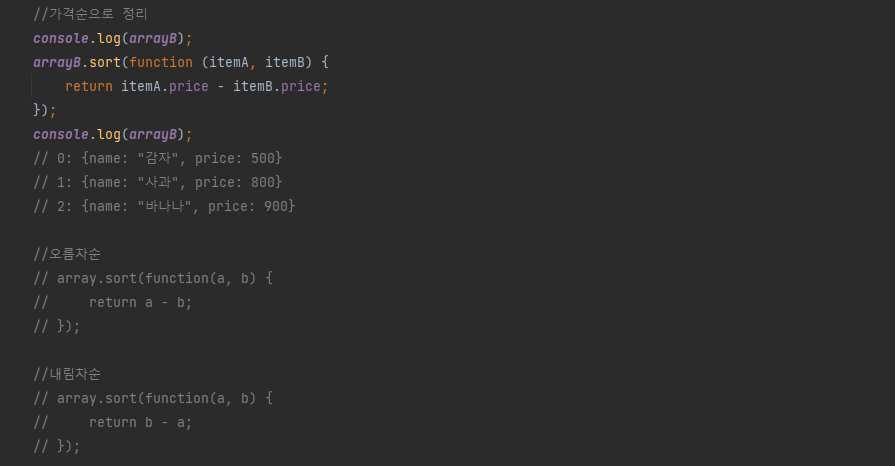 //가격순으로 정리
console.log(arrayB);
arrayB.sort(function (itemA, itemB) {
    return itemA.price - itemB.price;
});
console.log(arrayB);
// 0: {name: "감자", price: 500}
// 1: {name: "사과", price: 800}
// 2: {name: "바나나", price: 900}
//오름차순
// array.sort(function(a, b) {
//     return a - b;
// });
//내림차순
// array.sort(function(a, b) {
//     return b - a;
// });